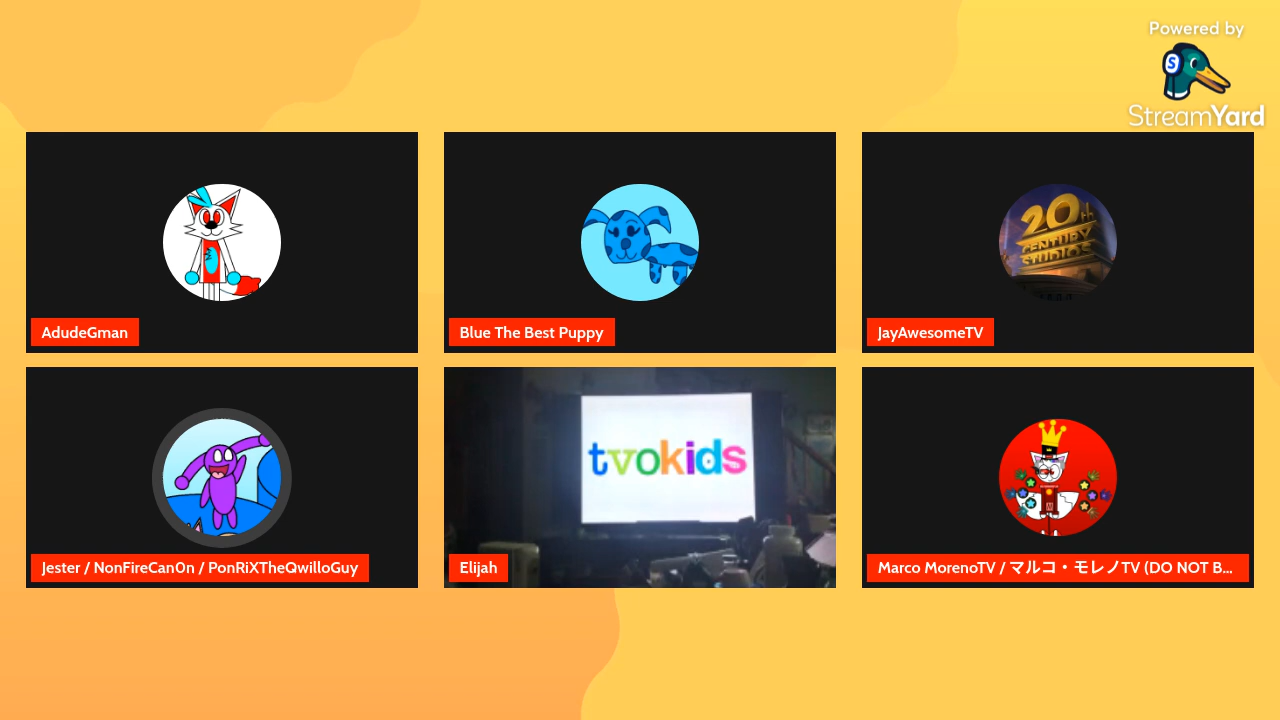 Powered by
StreamYard
S
20th
CENTURY
STUDIOS
AdudeGman
Blue The Best Puppy
JayAwesomeTV
tvokids
Jester / NonFireCan0n / PonRiXTheQwilloGuy
Elijah
Marco MorenoTV / マルコ・モレノTV (DO NOT B...